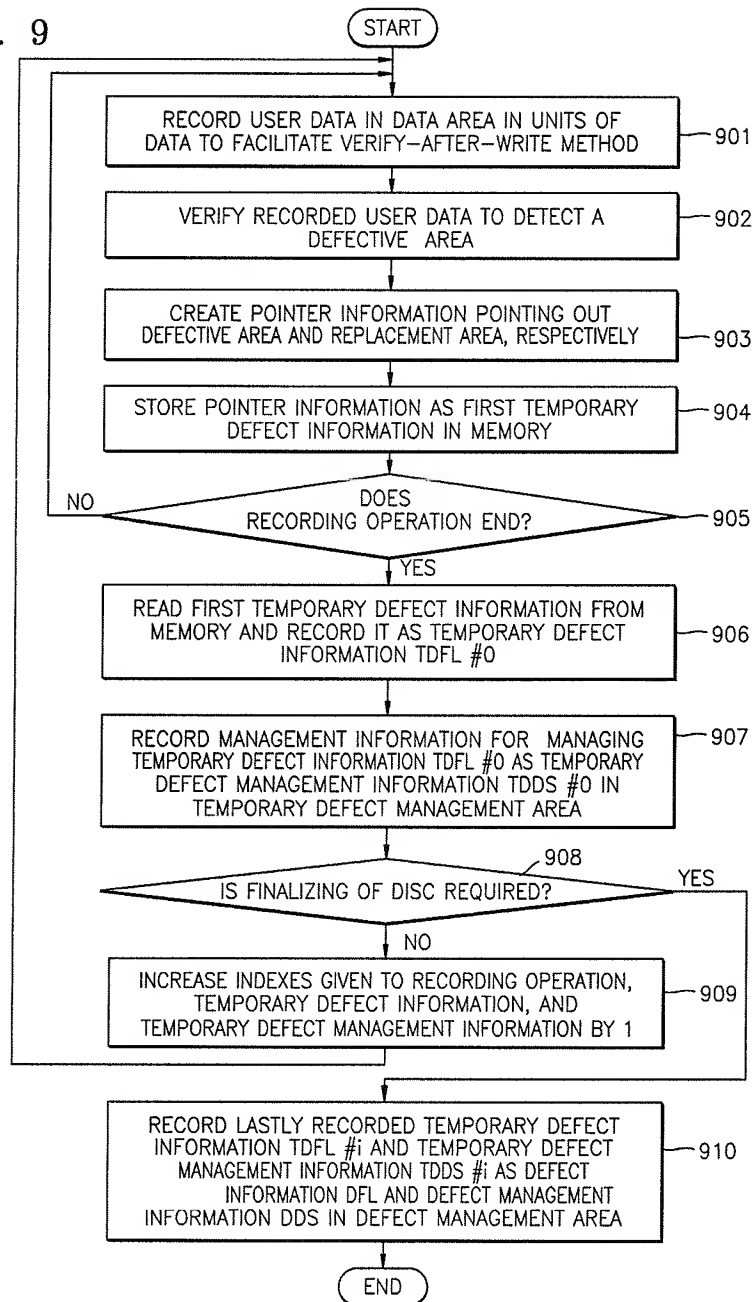 . 9
START
RECORD USER DATA IN DATA AREA IN UNITS OF
DATA TO FACILITATE VERIFY-AFTER-WRITE METHOD
901
VERIFY RECORDED USER DATA TO DETECT A
DEFECTIVE AREA
902
CREATE POINTER INFORMATION POINTING OUT
DEFECTIVE AREA AND REPLACEMENT AREA, RESPECTIVELY
903
STORE POINTER INFORMATION AS FIRST TEMPORARY
DEFECT INFORMATION IN MEMORY
904
NO
DOES
RECORDING OPERATION END?
905
YES
READ FIRST TEMPORARY DEFECT INFORMATION FROM
MEMORY AND RECORD IT AS TEMPORARY DEFECT
INFORMATION TDFL #0
906
RECORD MANAGEMENT INFORMATION FOR MANAGING
TEMPORARY DEFECT INFORMATION TDFL #0 AS TEMPORARY
DEFECT MANAGEMENT INFORMATION TDDS #0 IN
TEMPORARY DEFECT MANAGEMENT AREA
907
908
IS FINALIZING OF DISC REQUIRED?
YES
NO
INCREASE INDEXES GIVEN TO RECORDING OPERATION,
TEMPORARY DEFECT INFORMATION, AND
TEMPORARY DEFECT MANAGEMENT INFORMATION BY 1
909
RECORD LASTLY RECORDED TEMPORARY DEFECT
INFORMATION TDFL #i AND TEMPORARY DEFECT
MANAGEMENT INFORMATION TDDS #i AS DEFECT
INFORMATION DFL AND DEFECT MANAGEMENT
INFORMATION DDS IN DEFECT MANAGEMENT AREA
910
END